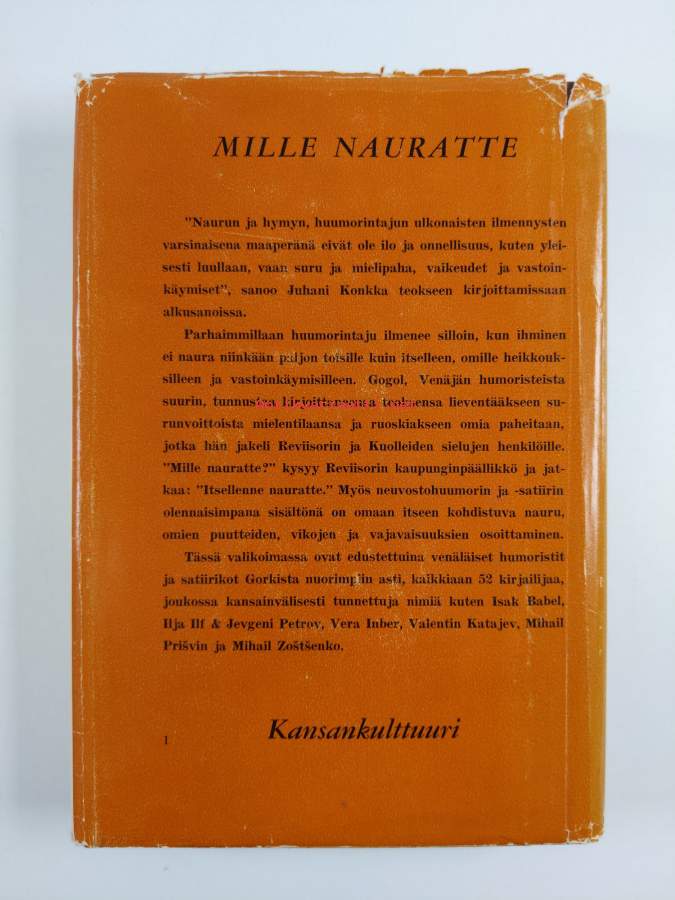 MILLE NAURATTE
"Naurun ja hymyn, huumorintajun ulkonaisten ilmennysten
varsinaisena maaperänä eivät ole ilo ja onnellisuus, kuten ylei-
sesti luullaan, vaan suru ja mielipaha, vaikeudet ja vastoin-
käymiset", sanoo Juhani Konkka teokseen kirjoittamissaan
alkusanoissa.
Parhaimmillaan huumorintaju ilmenee silloin, kun ihminen
ei naura niinkään paljon toisille kuin itselleen, omille heikkouk-
silleen ja vastoinkäymisilleen. Gogol, Venäjän humoristeista
suurin, tunnustaa kirjoittaneensa teoksensa lieventääkseen su-
runvoittoista mielentilaansa ja ruoskiakseen omia paheitaan,
jotka hän jakeli Reviisorin ja Kuolleiden sielujen henkilöille.
"Mille nauratte?" kysyy Reviisorin kaupunginpäällikkö ja jat-
kaa: "Itsellenne nauratte." Myös neuvostohuumorin ja -satiirin
olennaisimpana sisältönä on omaan itseen kohdistuva nauru,
omien puutteiden, vikojen ja vajavaisuuksien osoittaminen.
Tässä valikoimassa ovat edustettuina venäläiset humoristit
ja satiirikot Gorkista nuorimpiin asti, kaikkiaan 52 kirjailijaa,
joukossa kansainvälisesti tunnettuja nimiä kuten Isak Babel,
Ilja Ilf & Jevgeni Petrov, Vera Inber, Valentin Katajev, Mihail
Prišvin ja Mihail Zoštšenko.
1
Kansankulttuuri